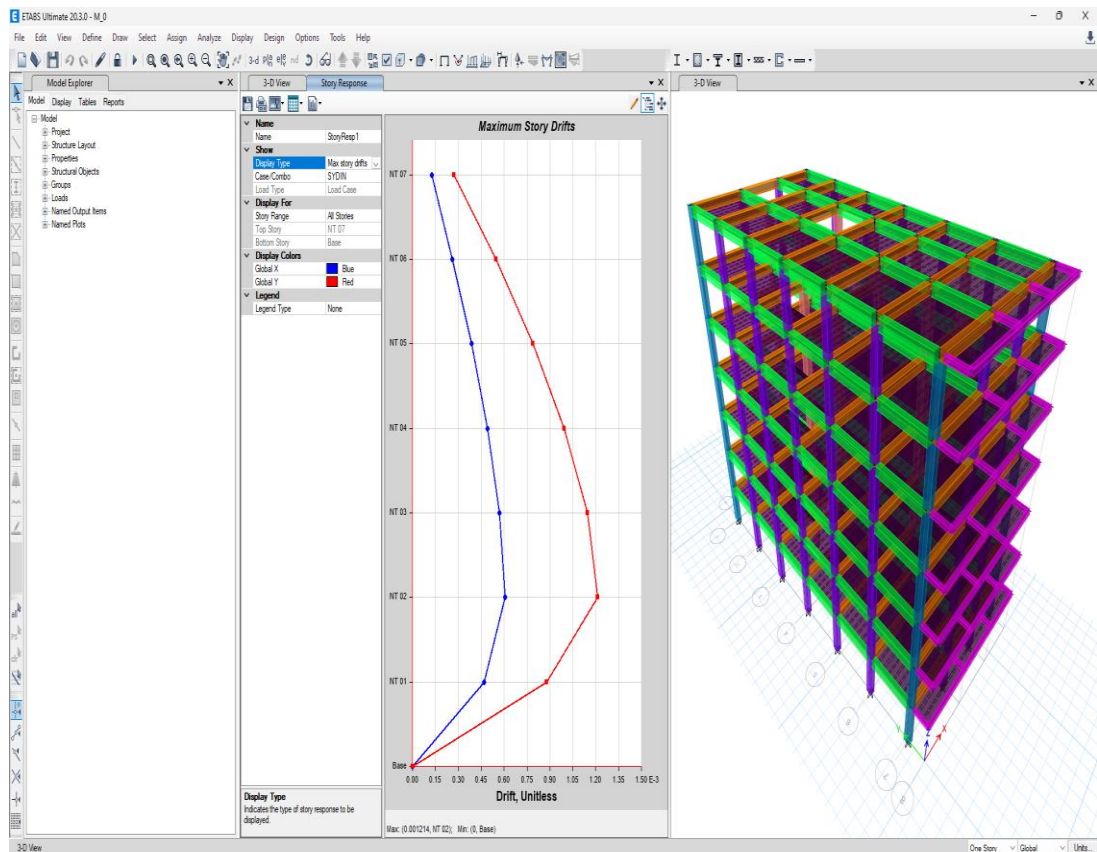 ETABS Ultimate 20.3.0 - M_0
File Edit View Define Draw Select Assign Analyze Display Design Options Tools Help
3-d
nd
Model Explorer
Model Display Tables Reports
Model
Project
Structure Layout
Properties
Structural Objects
Groups
Loads
Named Output Items
Named Plots
all
3-D View Story Response
Name
Name StoryResp1
Show
Display Type Max story drifts
Case/Combo SYDIN
Load Type Load Case
Display For
Story Range All Stories
Top Story NT 07
Bottom Story Base
Display Colors
Global X Blue
Global Y Red
Legend
Legend Type None
Display Type
Indicates the type of story response to be
displayed.
Maximum Story Drifts
NT 07
NT 06
NT 05
NT 04
NT 03
NT 02
NT 01
Base
0.00 0.15 0.30 0.45 0.60 0.75 0.90 1.05 1.20 1.35 1.50 E-3
Drift, Unitless
Max: (0.001214, NT 02); Min: (0, Base)
3-D View
Z
Y X
3-D View
One Story Global Units...